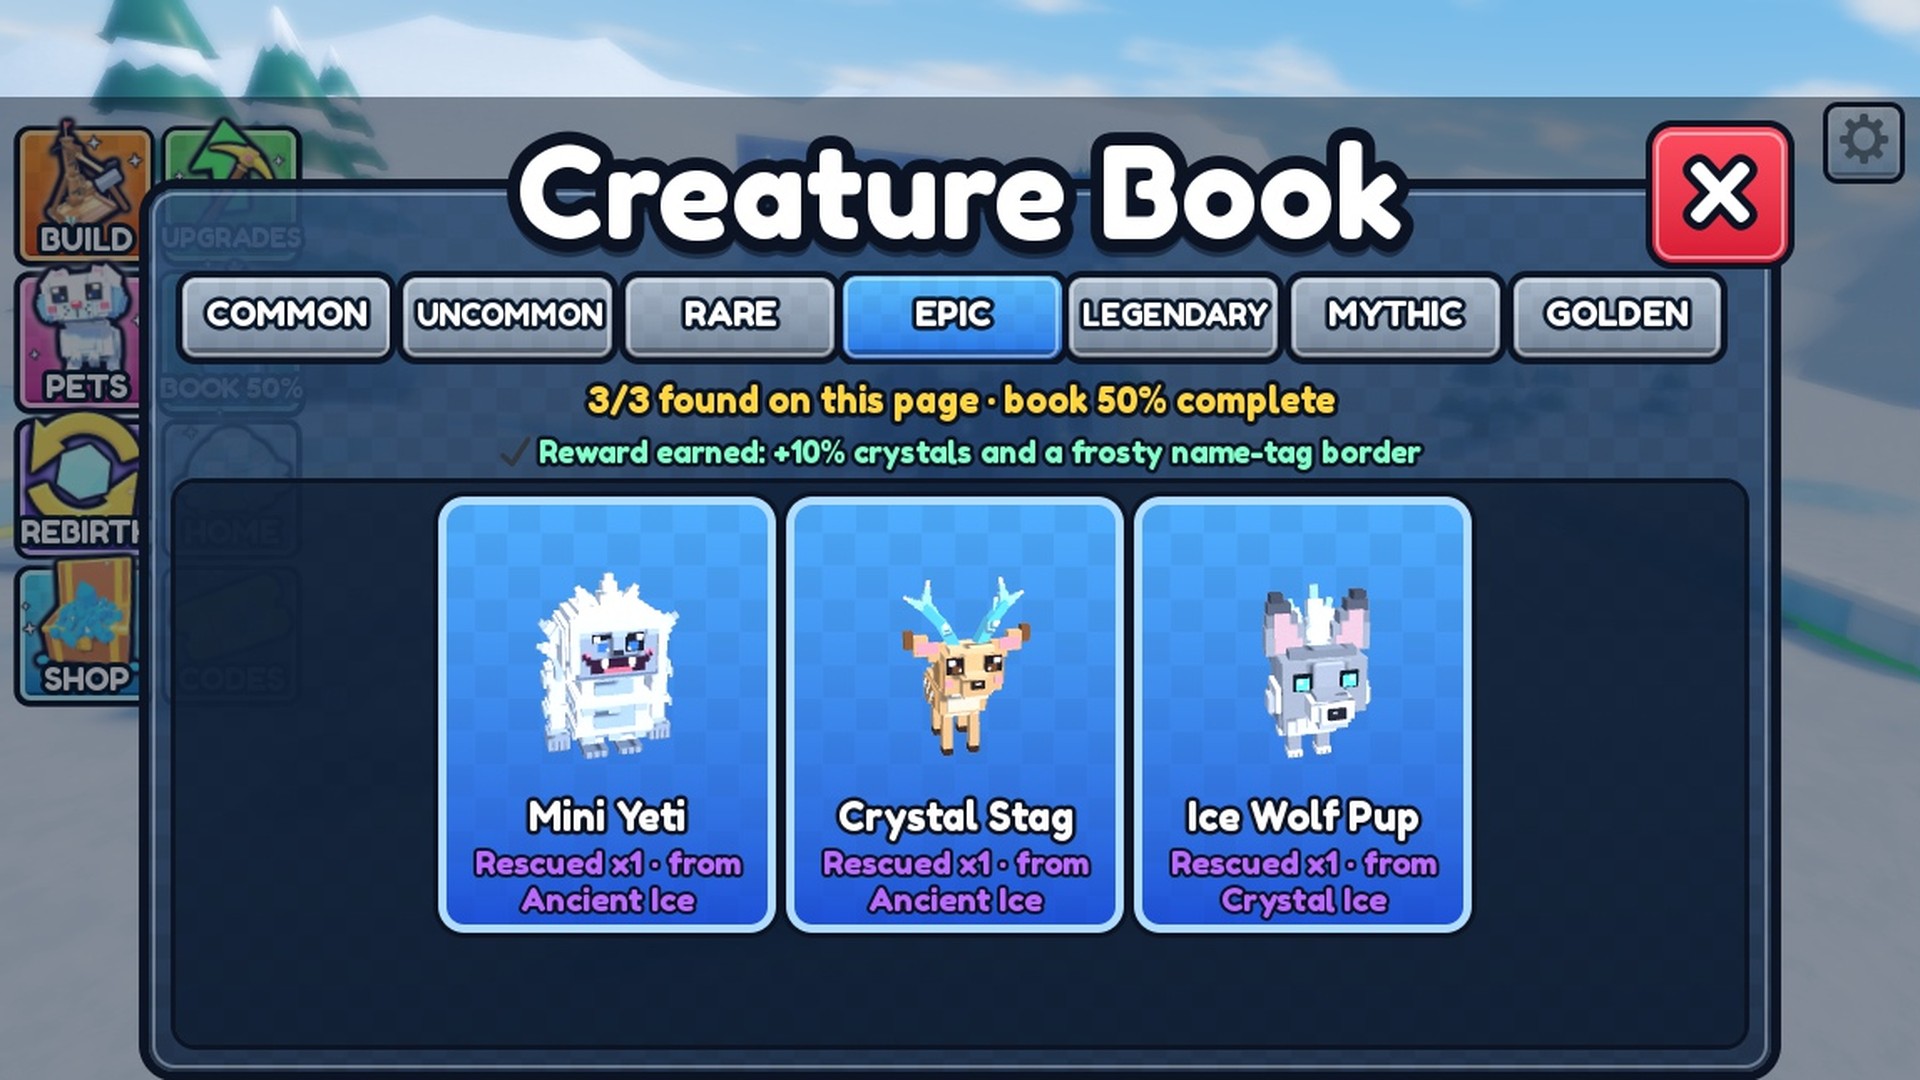 Creature Book
BUILD
UPGRADES
COMMON
UNCOMMON
RARE
EPIC
LEGENDARY
MYTHIC
GOLDEN
3/3 found on this page · book 50% complete
PETS
BOOK 50%
✓ Reward earned: +10% crystals and a frosty name-tag border
REBIRTH
HOME
SHOP
CODES
Mini Yeti
Rescued x1 · from
Ancient Ice
Crystal Stag
Rescued x1 · from
Ancient Ice
Ice Wolf Pup
Rescued x1 · from
Crystal Ice